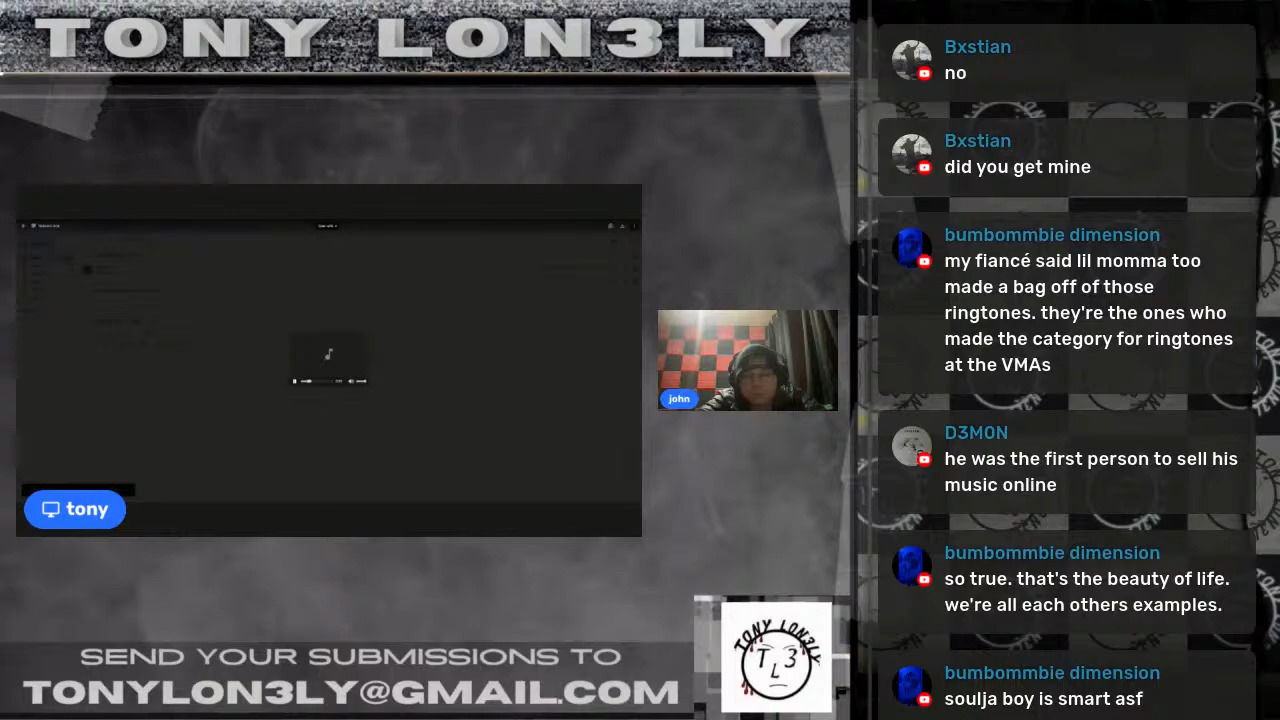 TONY LON3LY
Bxstian
no
Bxstian
did you get mine
bumbommbie dimension
my fiancé said lil momma too
made a bag off of those
ringtones. they're the ones who
made the category for ringtones
at the VMAs
D3M0N
he was the first person to sell his
music online
bumbommbie dimension
so true. that's the beauty of life.
we're all each others examples.
bumbommbie dimension
soulja boy is smart asf
john
tony
SEND YOUR SUBMISSIONS TO
TONYLON3LY@GMAIL.COM
TONY LON3LY
TL3